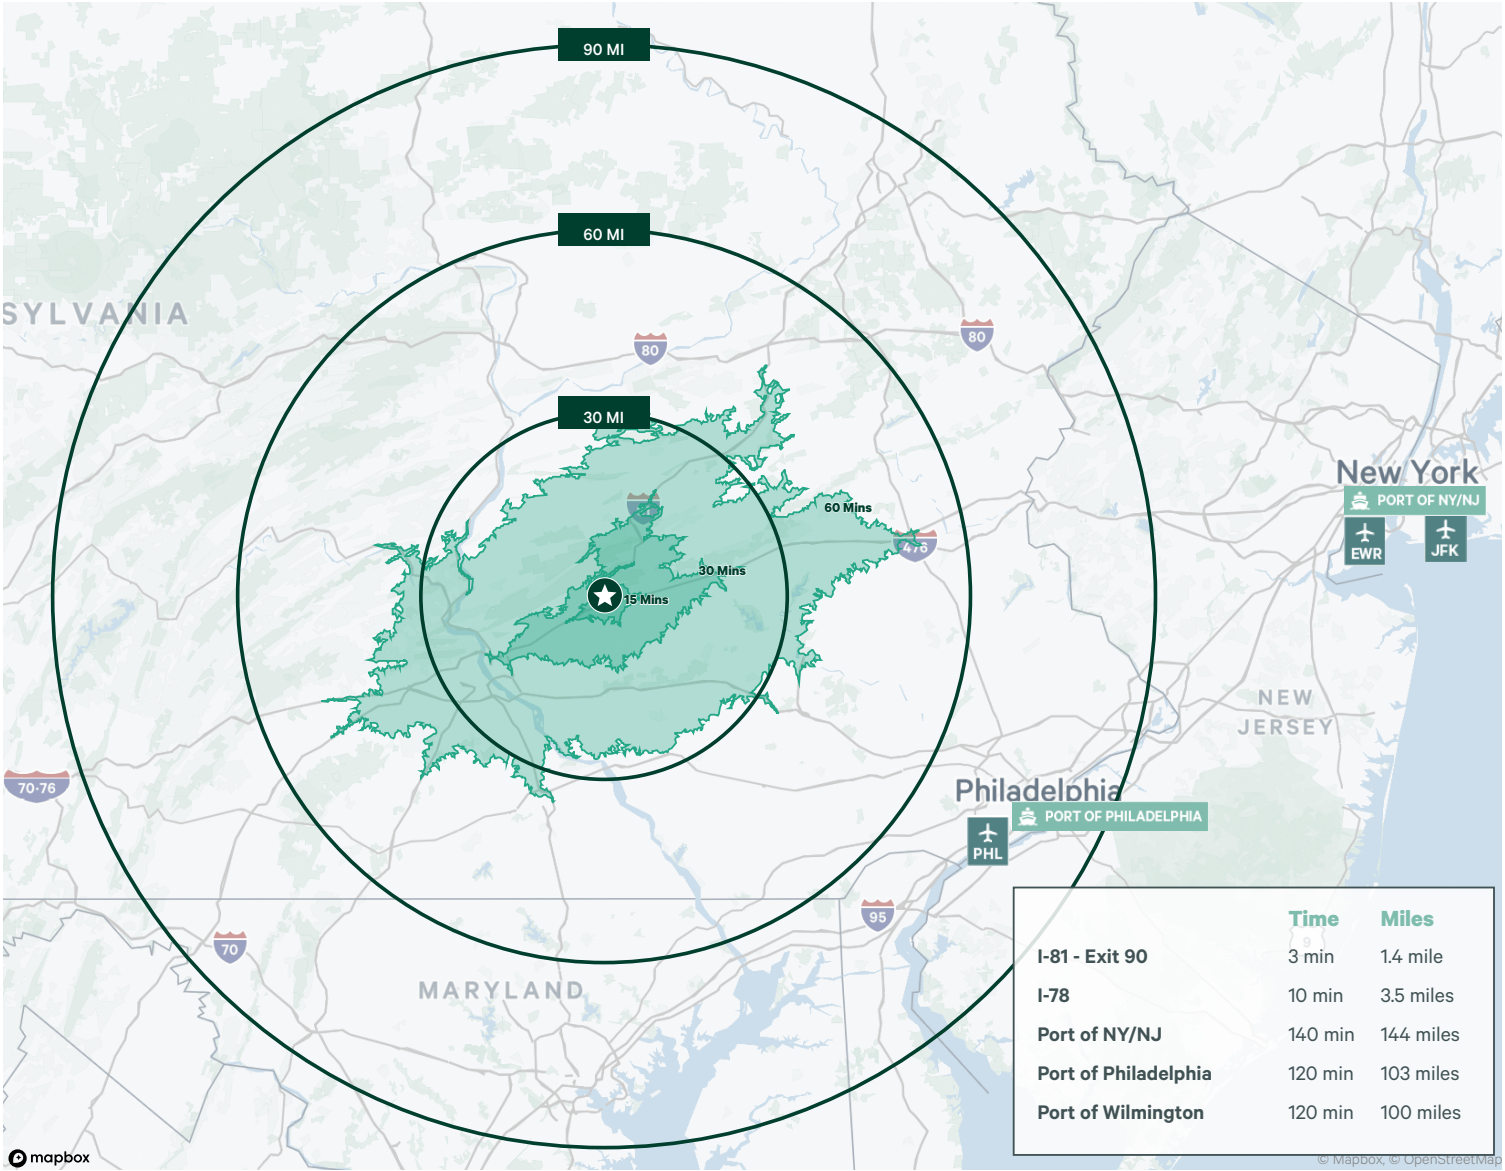 90 MI
60 MI
SYLVANIA
80
80
30 MI
New York
PORT OF NY/NJ
60 Mins
476
EWR
JFK
30 Mins
15 Mins
NEW
JERSEY
70·76
Philadelphia
PORT OF PHILADELPHIA
PHL
95
70
MARYLAND
Time Miles
9
I-81 - Exit 90 3 min 1.4 mile
I-78 10 min 3.5 miles
Port of NY/NJ 140 min 144 miles
Port of Philadelphia 120 min 103 miles
Port of Wilmington 120 min 100 miles
mapbox
© Mapbox, © OpenStreetMap